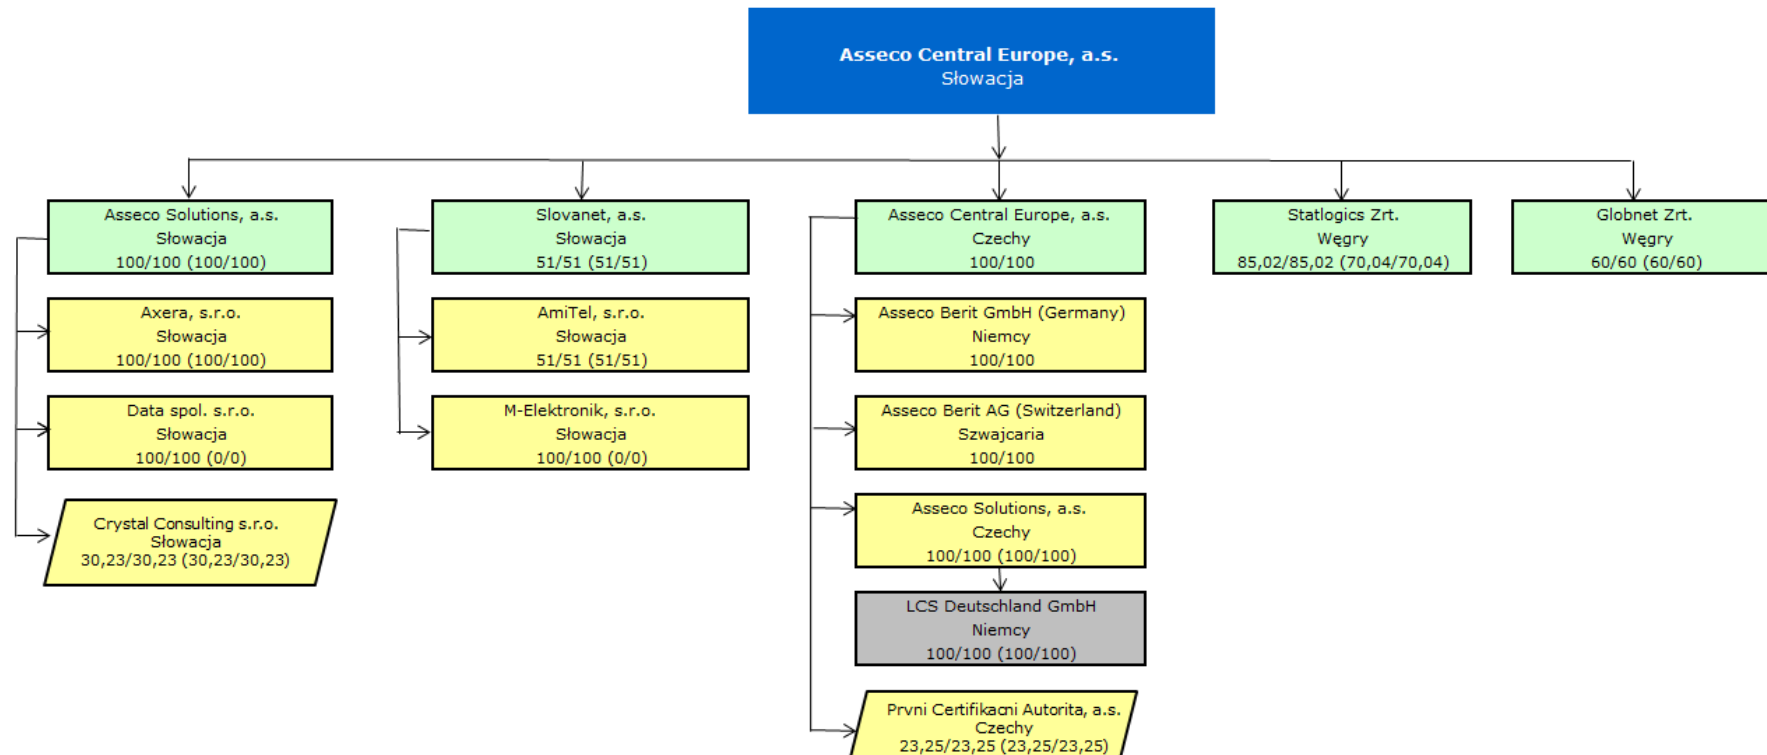 Asseco Central Europe, a.s.
Słowacja
Asseco Solutions, a.s.
Słowacja
100/100 (100/100)
Axera, s.r.o.
Słowacja
100/100 (100/100)
Data spol. s.r.o.
Słowacja
100/100 (0/0)
Crystal Consulting s.r.o.
Słowacja
30,23/30,23 (30,23/30,23)
Slovanet, a.s.
Słowacja
51/51 (51/51)
AmiTel, s.r.o.
Słowacja
51/51 (51/51)
M-Elektronik, s.r.o.
Słowacja
100/100 (0/0)
Asseco Central Europe, a.s.
Czechy
100/100
Asseco Berit GmbH (Germany)
Niemcy
100/100
Asseco Berit AG (Switzerland)
Szwajcaria
100/100
Asseco Solutions, a.s.
Czechy
100/100 (100/100)
LCS Deutschland GmbH
Niemcy
100/100 (100/100)
Prvni Certifikacni Autorita, a.s.
Czechy
23,25/23,25 (23,25/23,25)
Statlogics Zrt.
Węgry
85,02/85,02 (70,04/70,04)
Globnet Zrt.
Węgry
60/60 (60/60)